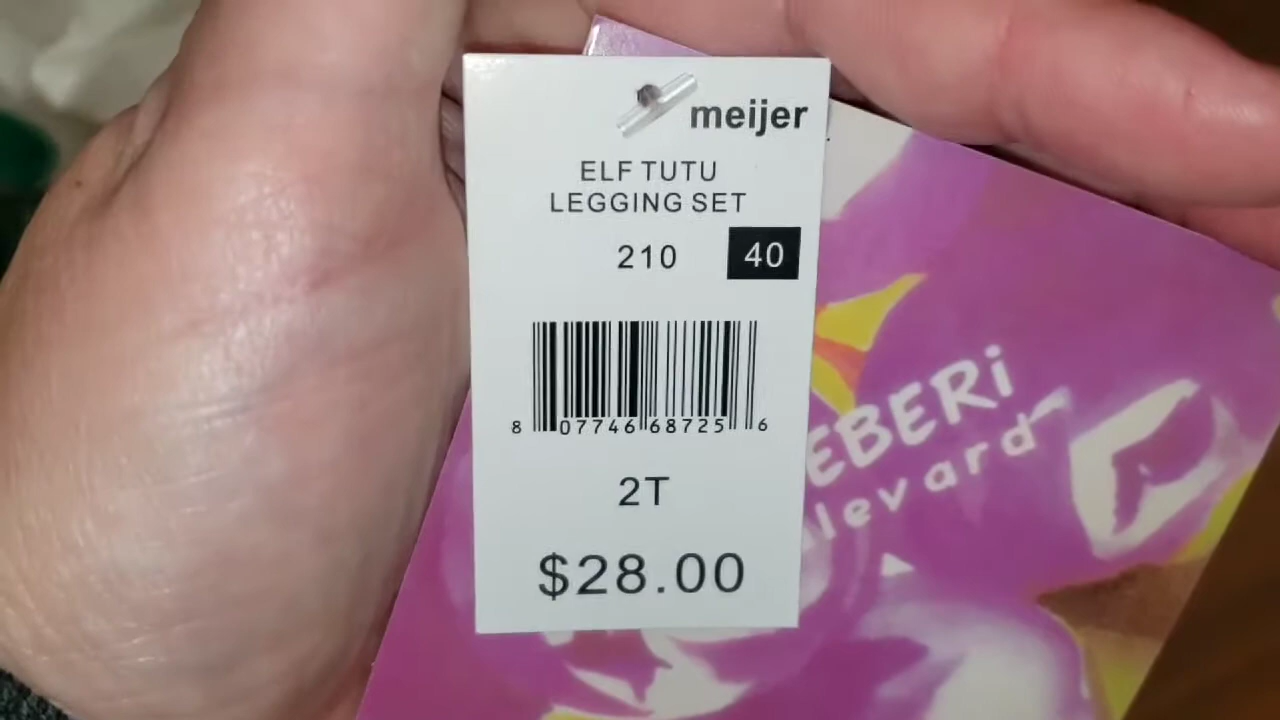 meijer
ELF TUTU
LEGGING SET
210 40
8 07746 68725 6
2T
$28.00
EBERi
levard